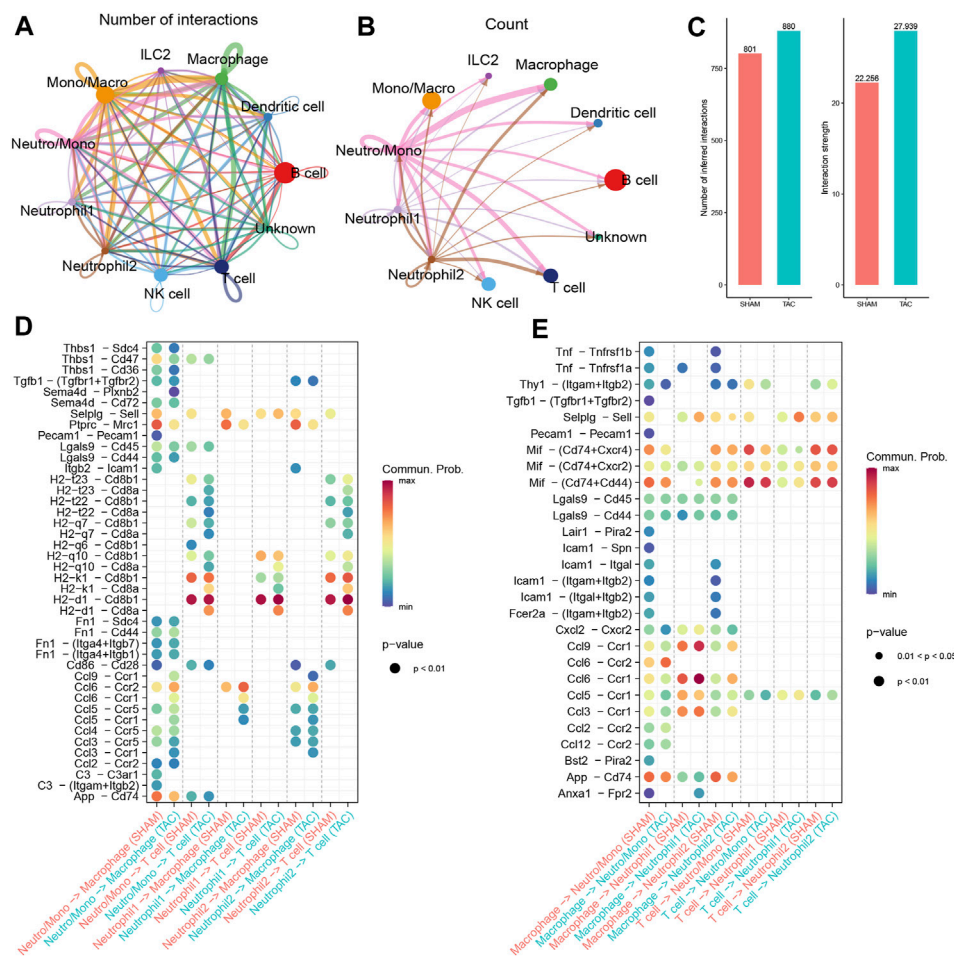 A
Number of interactions
ILC2
Macrophage
Mono/Macro
Dendritic cell
Neutro/Mono
B cell
Neutrophil1
Unknown
Neutrophil2
T cell
NK cell
B
Count
ILC2
Macrophage
Mono/Macro
Dendritic cell
Neutro/Mono
B cell
Neutrophil1
Unknown
Neutrophil2
T cell
NK cell
C
Number of inferred interactions
750
500
250
0
801
880
SHAM
TAC
Interaction strength
20
10
0
22.256
27.939
SHAM
TAC
D
Thbs1 - Sdc4
Thbs1 - Cd47
Thbs1 - Cd36
Tgfb1 - (Tgfbr1+Tgfbr2)
Sema4d - Plxnb2
Sema4d - Cd72
Selplg - Sell
Ptprc - Mrc1
Pecam1 - Pecam1
Lgals9 - Cd45
Lgals9 - Cd44
Itgb2 - Icam1
H2-t23 - Cd8b1
H2-t23 - Cd8a
H2-t22 - Cd8b1
H2-t22 - Cd8a
H2-q7 - Cd8b1
H2-q7 - Cd8a
H2-q6 - Cd8b1
H2-q10 - Cd8b1
H2-q10 - Cd8a
H2-k1 - Cd8b1
H2-k1 - Cd8a
H2-d1 - Cd8b1
H2-d1 - Cd8a
Fn1 - Sdc4
Fn1 - Cd44
Fn1 - (Itga4+Itgb7)
Fn1 - (Itga4+Itgb1)
Cd86 - Cd28
Ccl9 - Ccr1
Ccl6 - Ccr2
Ccl6 - Ccr1
Ccl5 - Ccr5
Ccl5 - Ccr1
Ccl4 - Ccr5
Ccl3 - Ccr5
Ccl3 - Ccr1
Ccl2 - Ccr2
C3 - C3ar1
C3 - (Itgam+Itgb2)
App - Cd74
Neutro/Mono -> Macrophage (SHAM)
Neutro/Mono -> Macrophage (TAC)
Neutro/Mono -> T cell (SHAM)
Neutro/Mono -> T cell (TAC)
Neutrophil1 -> Macrophage (SHAM)
Neutrophil1 -> Macrophage (TAC)
Neutrophil1 -> T cell (SHAM)
Neutrophil1 -> T cell (TAC)
Neutrophil2 -> Macrophage (SHAM)
Neutrophil2 -> Macrophage (TAC)
Neutrophil2 -> T cell (SHAM)
Neutrophil2 -> T cell (TAC)
Commun. Prob.
max
min
p-value
p < 0.01
E
Tnf - Tnfrsf1b
Tnf - Tnfrsf1a
Thy1 - (Itgam+Itgb2)
Tgfb1 - (Tgfbr1+Tgfbr2)
Selplg - Sell
Pecam1 - Pecam1
Mif - (Cd74+Cxcr4)
Mif - (Cd74+Cxcr2)
Mif - (Cd74+Cd44)
Lgals9 - Cd45
Lgals9 - Cd44
Lair1 - Pira2
Icam1 - Spn
Icam1 - Itgal
Icam1 - (Itgam+Itgb2)
Icam1 - (Itgal+Itgb2)
Fcer2a - (Itgam+Itgb2)
Cxcl2 - Cxcr2
Ccl9 - Ccr1
Ccl6 - Ccr2
Ccl6 - Ccr1
Ccl5 - Ccr1
Ccl3 - Ccr1
Ccl2 - Ccr2
Ccl12 - Ccr2
Bst2 - Pira2
App - Cd74
Anxa1 - Fpr2
Macrophage -> Neutro/Mono (SHAM)
Macrophage -> Neutro/Mono (TAC)
Macrophage -> Neutrophil1 (SHAM)
Macrophage -> Neutrophil1 (TAC)
Macrophage -> Neutrophil2 (SHAM)
Macrophage -> Neutrophil2 (TAC)
T cell -> Neutro/Mono (SHAM)
T cell -> Neutro/Mono (TAC)
T cell -> Neutrophil1 (SHAM)
T cell -> Neutrophil1 (TAC)
T cell -> Neutrophil2 (SHAM)
T cell -> Neutrophil2 (TAC)
Commun. Prob.
max
min
p-value
0.01 < p < 0.05
p < 0.01